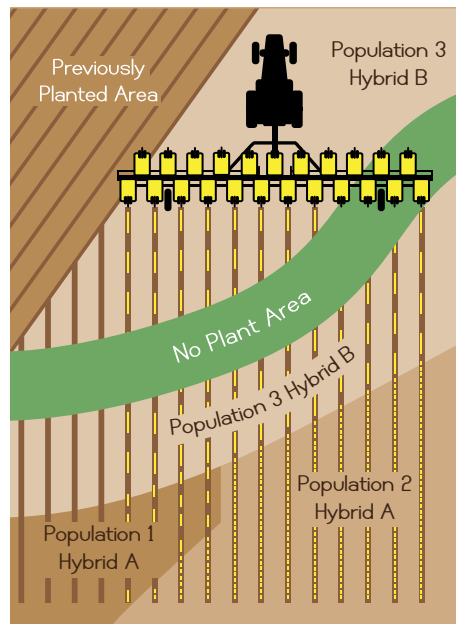 Previously
Planted Area
Population 3
Hybrid B
No Plant Area
Population 3 Hybrid B
Population 2
Hybrid A
Population 1
Hybrid A